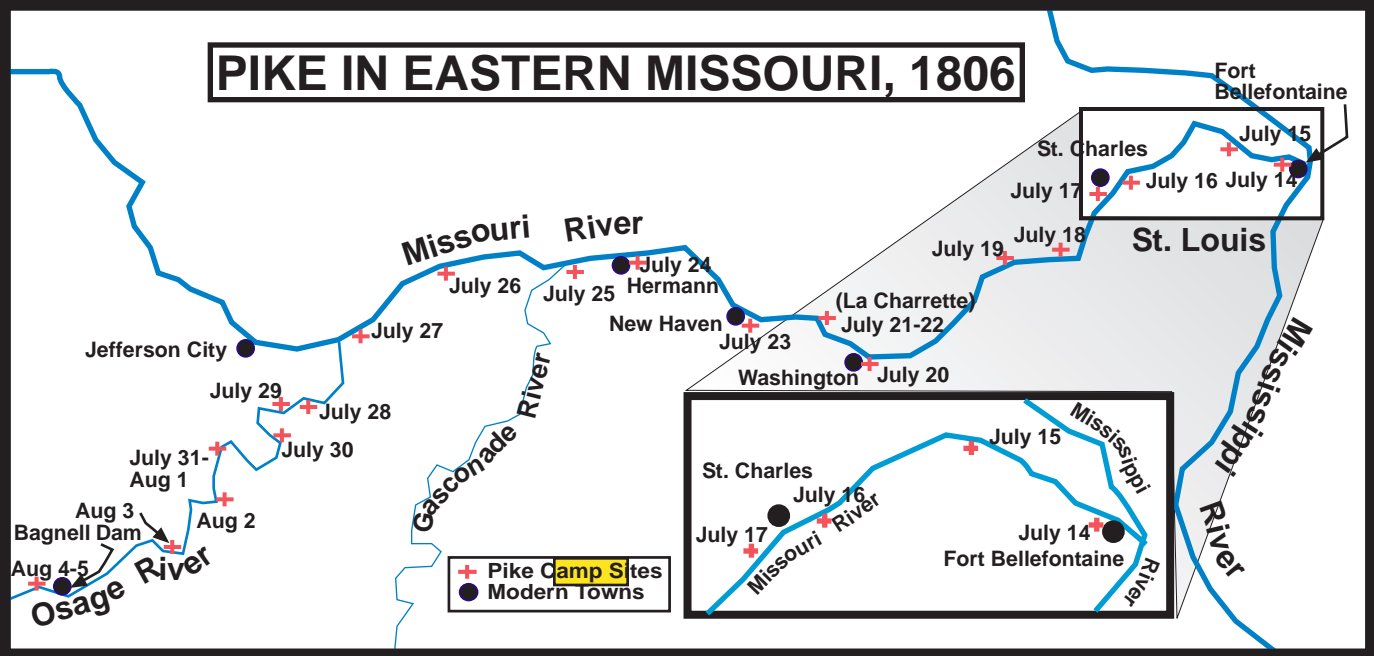 PIKE IN EASTERN MISSOURI, 1806
Fort
Bellefontaine
July 15
St. Charles
July 16
July 14
July 17
St. Louis
July 18
July 19
Missouri River
July 24
Hermann
July 25
July 26
(La Charrette)
July 21-22
New Haven
July 23
July 27
Jefferson City
Washington
July 20
July 29
July 28
July 30
July 31-
Aug 1
Aug 2
Aug 3
Bagnell Dam
Aug 4-5
Osage River
Gasconade River
Mississippi River
Pike Camp Sites
Modern Towns
Mississippi
July 15
St. Charles
July 16
July 17
Missouri River
July 14
Fort Bellefontaine
River